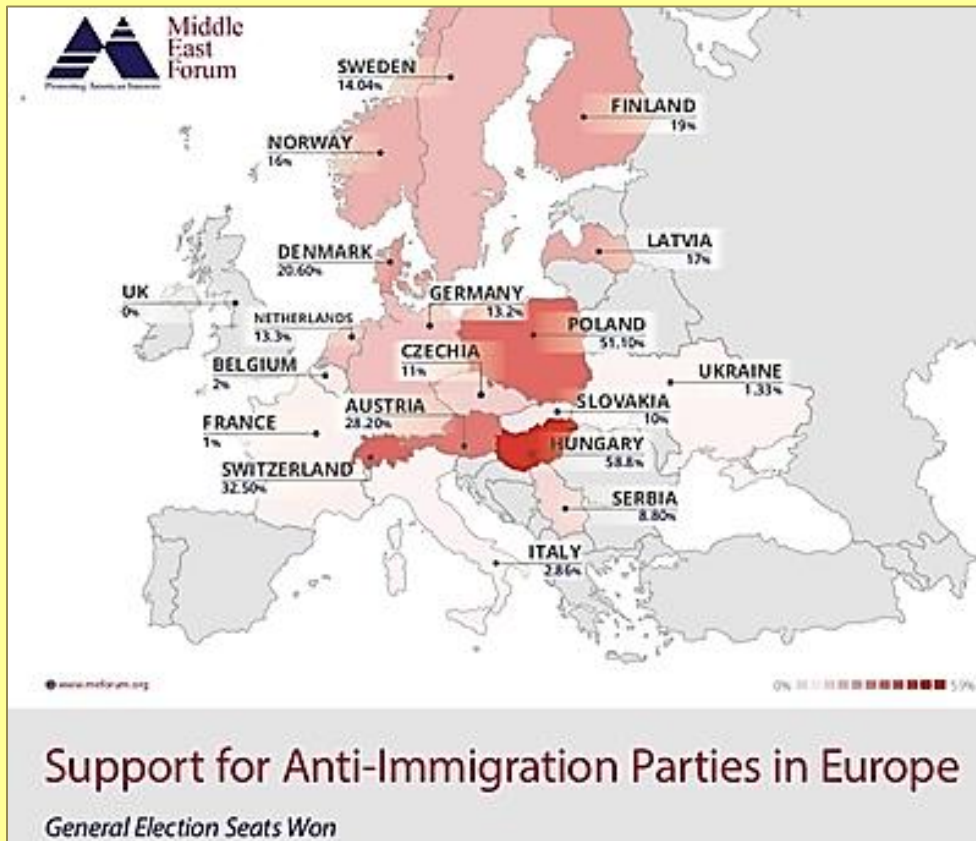 Middle
East
Forum
Promoting American Interests
SWEDEN
14.04%
FINLAND
19%
NORWAY
16%
DENMARK
20.60%
LATVIA
17%
UK
0%
GERMANY
13.2%
NETHERLANDS
13.3%
POLAND
51.10%
CZECHIA
11%
BELGIUM
2%
UKRAINE
1.33%
AUSTRIA
28.20%
SLOVAKIA
10%
FRANCE
1%
HUNGARY
58.8%
SWITZERLAND
32.50%
SERBIA
8.80%
ITALY
2.86%
www.meforum.org
0% 59%
Support for Anti-Immigration Parties in Europe
General Election Seats Won